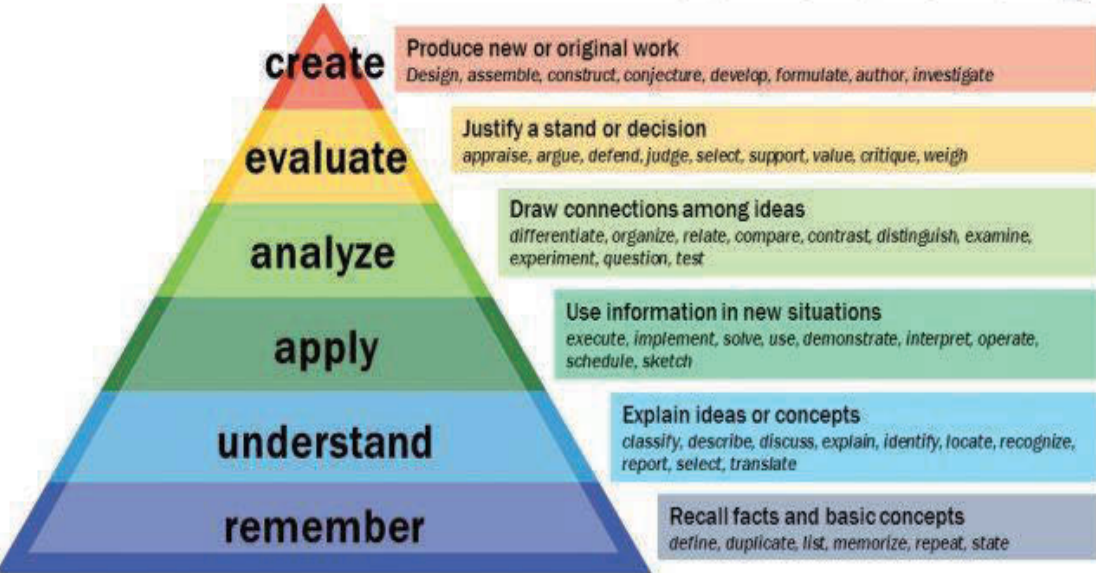 create
Produce new or original work
Design, assemble, construct, conjecture, develop, formulate, author, investigate
evaluate
Justify a stand or decision
appraise, argue, defend, judge, select, support, value, critique, weigh
analyze
Draw connections among ideas
differentiate, organize, relate, compare, contrast, distinguish, examine,
experiment, question, test
apply
Use information in new situations
execute, implement, solve, use, demonstrate, interpret, operate,
schedule, sketch
understand
Explain ideas or concepts
classify, describe, discuss, explain, identify, locate, recognize,
report, select, translate
remember
Recall facts and basic concepts
define, duplicate, list, memorize, repeat, state